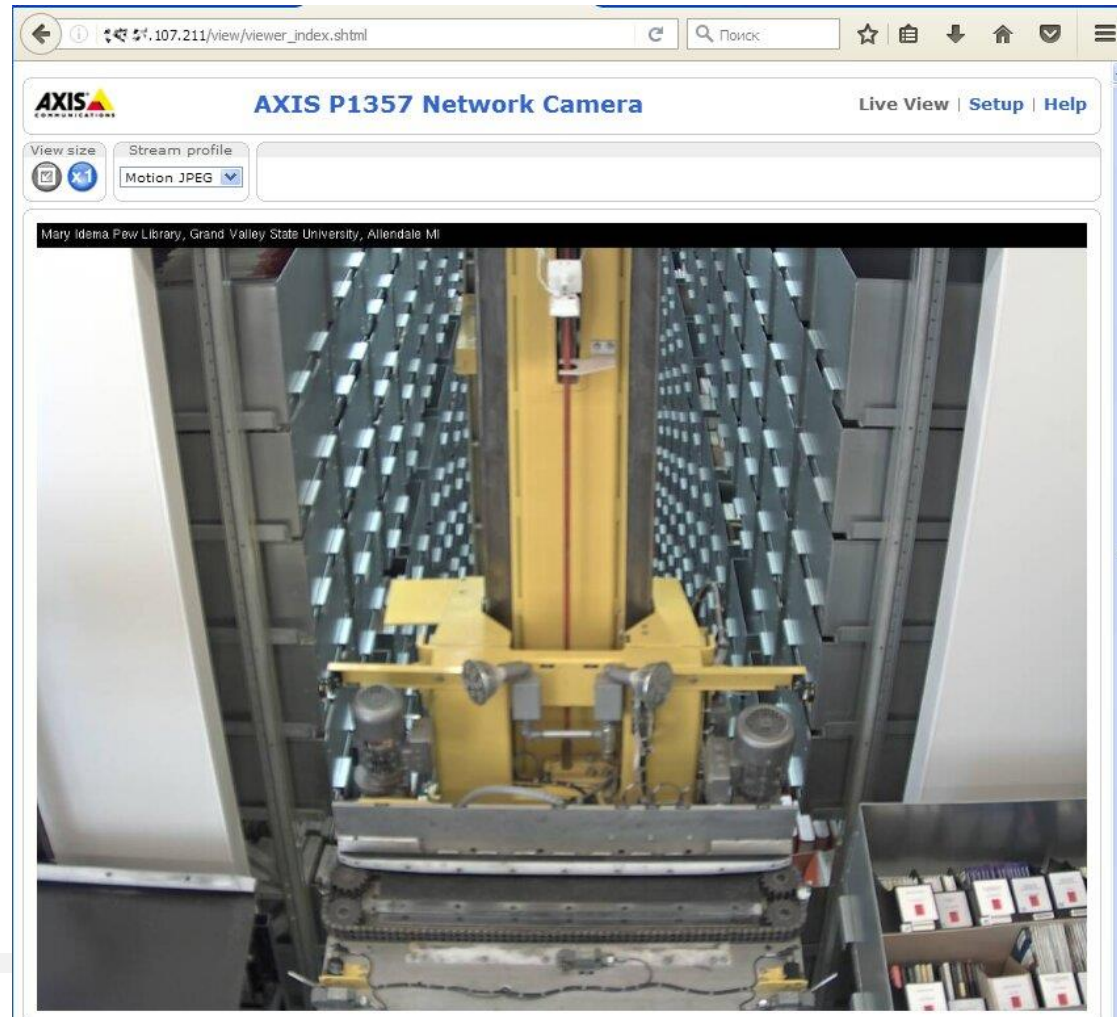 .107.211/view/viewer_index.shtml
Поиск
AXIS COMMUNICATIONS
AXIS P1357 Network Camera
Live View | Setup | Help
View size
Stream profile
x1
Motion JPEG
Mary Idema Pew Library, Grand Valley State University, Allendale MI